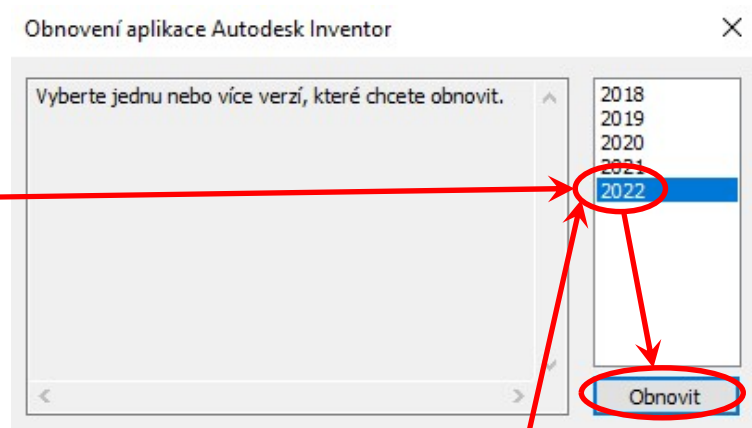 Obnovení aplikace Autodesk Inventor
Vyberte jednu nebo více verzí, které chcete obnovit.
2018
2019
2020
2021
2022
Obnovit